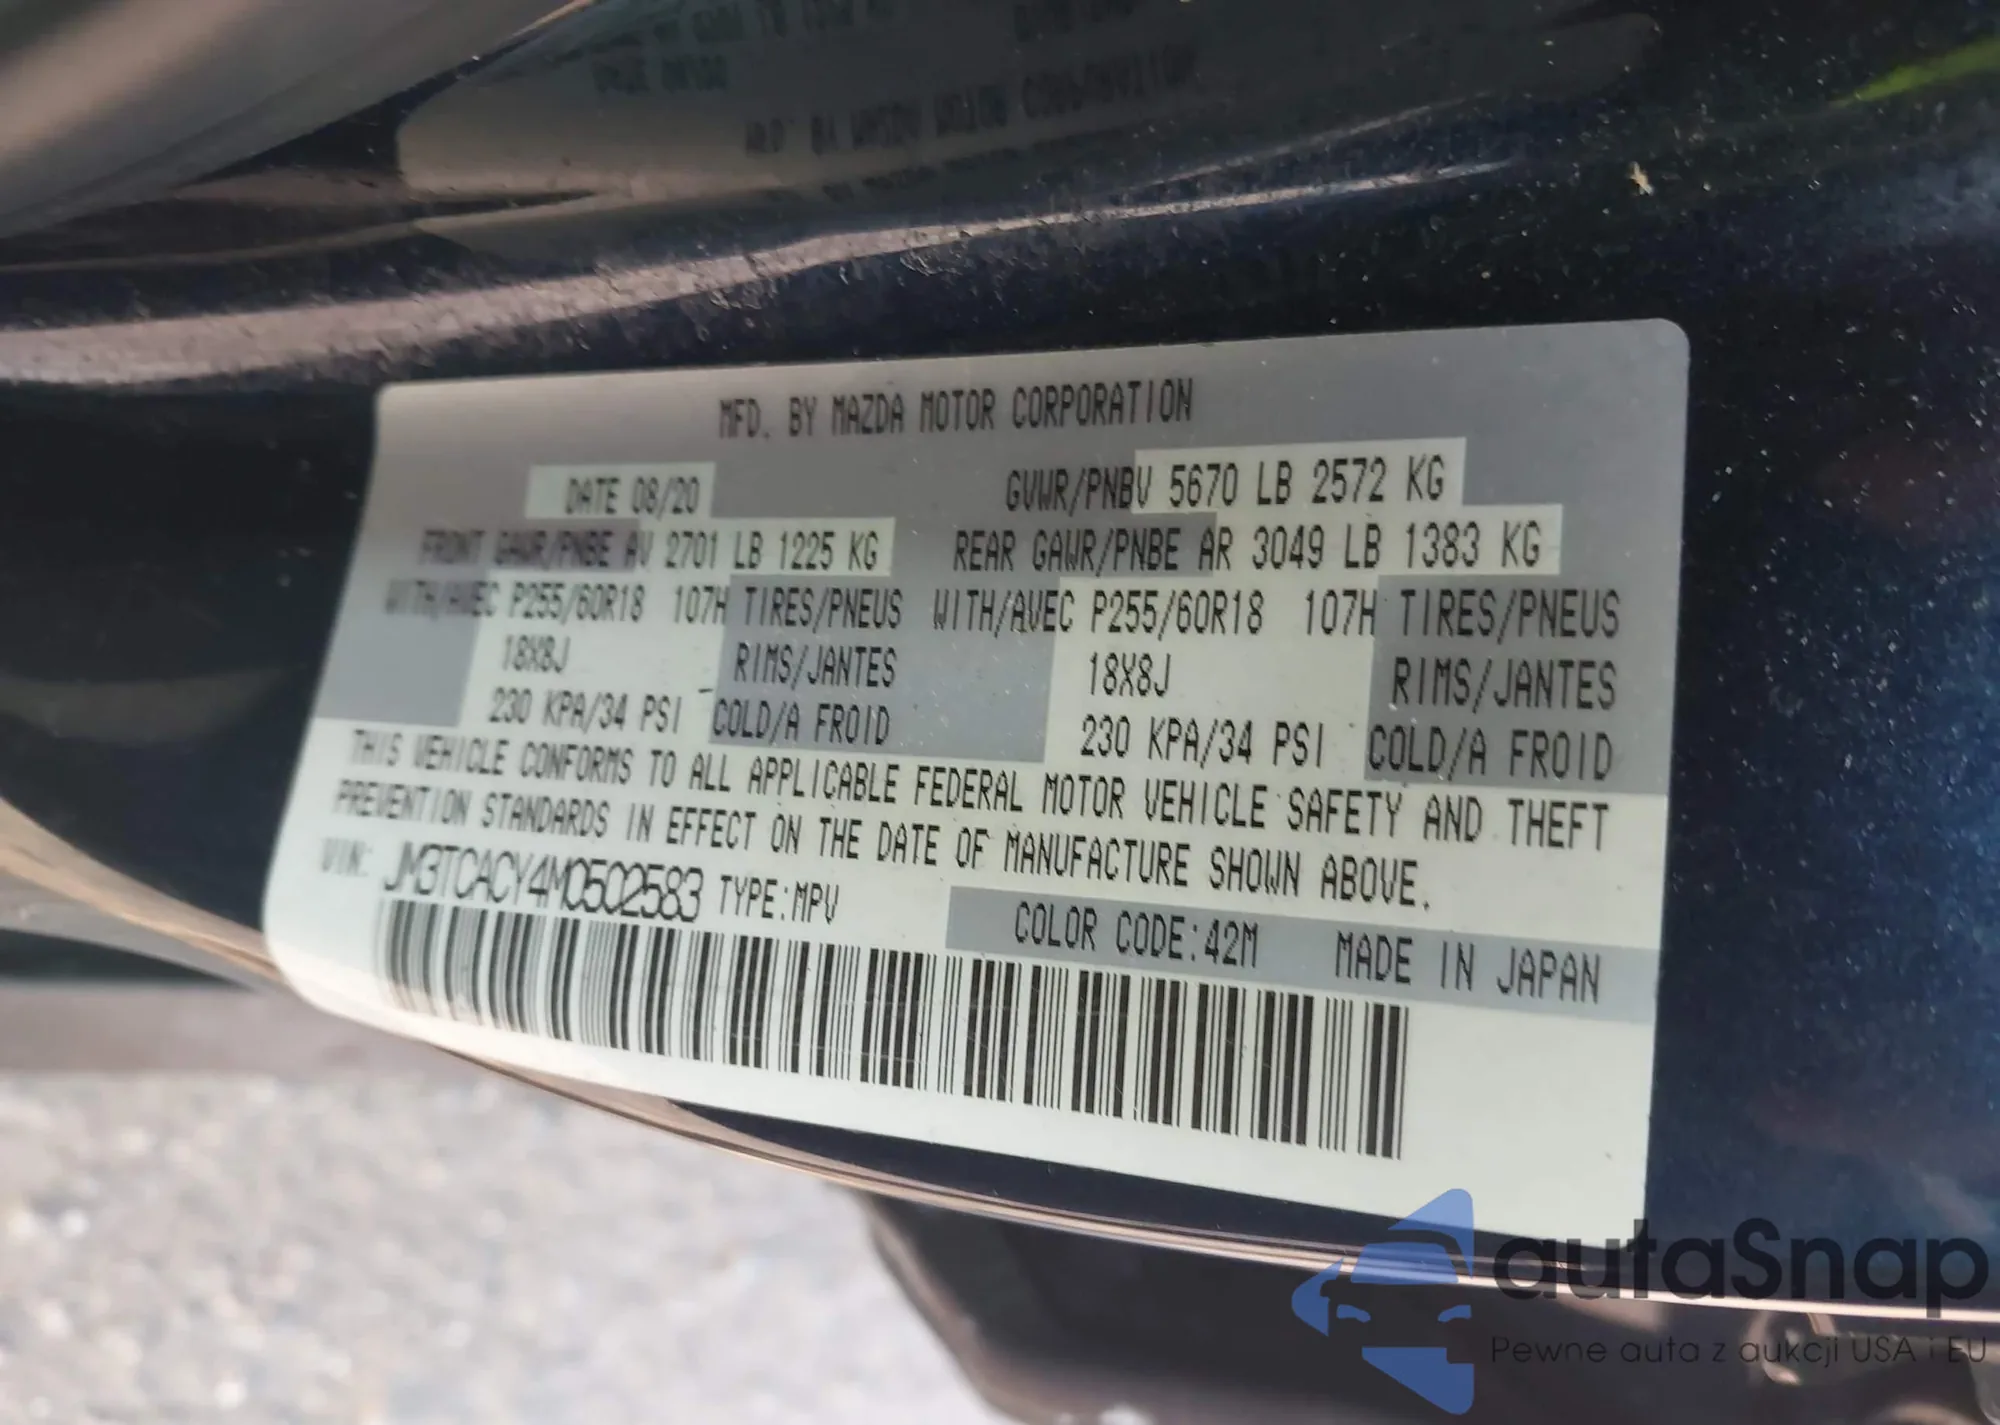 MFD. BY MAZDA MOTOR CORPORATION
DATE 08/20 GVWR/PNBV 5670 LB 2572 KG
FRONT GAWR/PNBE AV 2701 LB 1225 KG REAR GAWR/PNBE AR 3049 LB 1383 KG
WITH/AVEC P255/60R18 107H TIRES/PNEUS WITH/AVEC P255/60R18 107H TIRES/PNEUS
18X8J RIMS/JANTES 18X8J RIMS/JANTES
230 KPA/34 PSI COLD/A FROID 230 KPA/34 PSI COLD/A FROID
THIS VEHICLE CONFORMS TO ALL APPLICABLE FEDERAL MOTOR VEHICLE SAFETY AND THEFT
PREVENTION STANDARDS IN EFFECT ON THE DATE OF MANUFACTURE SHOWN ABOVE.
VIN: JM3TCACY4M0502583 TYPE:MPV
COLOR CODE:42M MADE IN JAPAN
autaSnap
Pewne auta z aukcji USA i EU